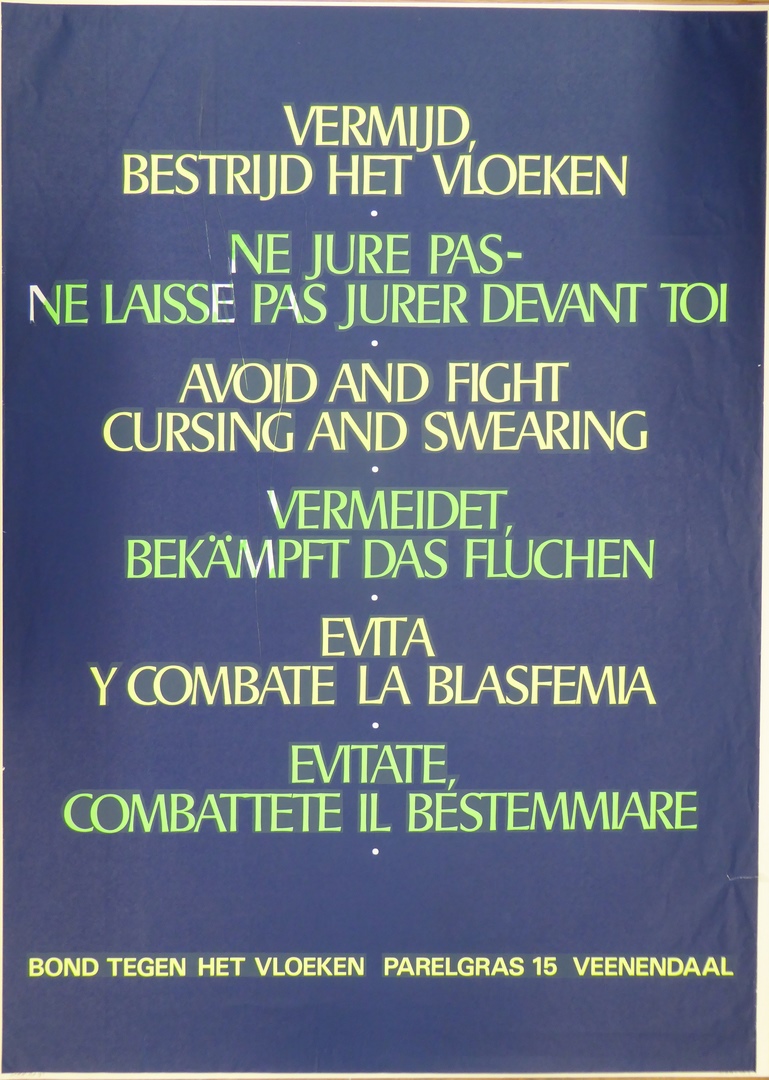 VERMIJD,
BESTRIJD HET VLOEKEN
NE JURE PAS-
NE LAISSE PAS JURER DEVANT TOI
AVOID AND FIGHT
CURSING AND SWEARING
VERMEIDET,
BEKÄMPFT DAS FLUCHEN
EVITA
Y COMBATE LA BLASFEMIA
EVITATE,
COMBATTETE IL BESTEMMIARE
BOND TEGEN HET VLOEKEN PARELGRAS 15 VEENENDAAL